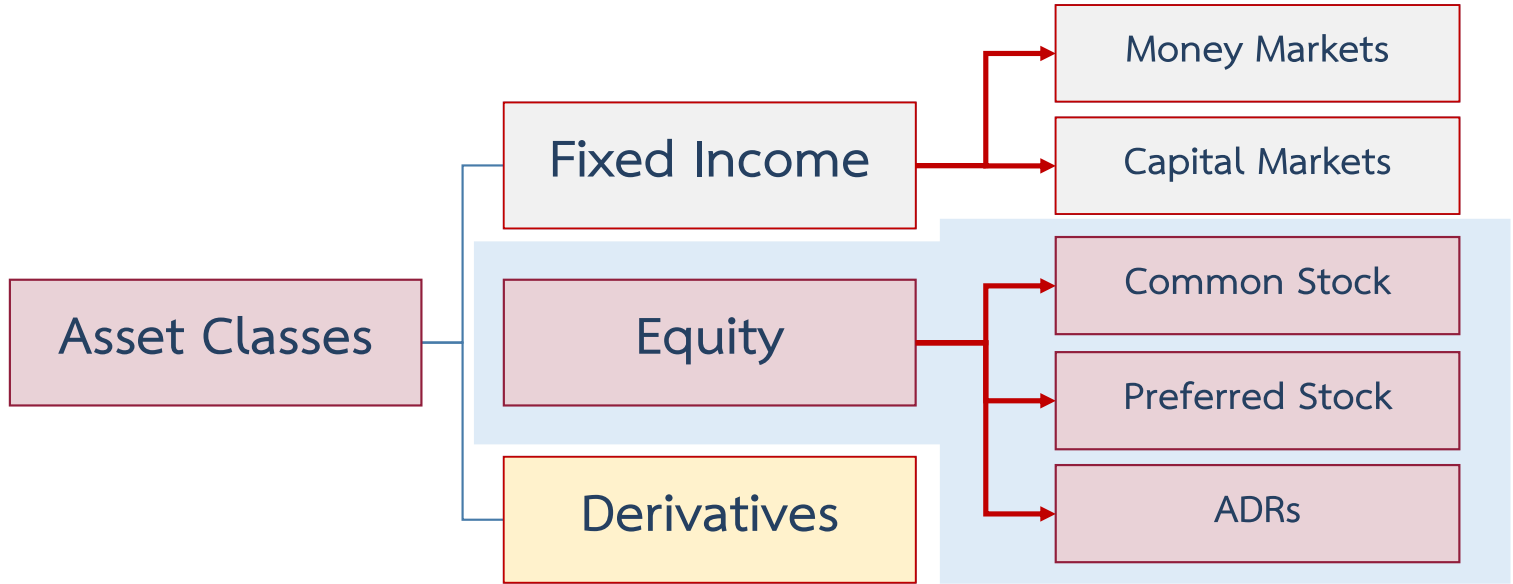 Asset Classes
Fixed Income
Money Markets
Capital Markets
Equity
Common Stock
Preferred Stock
ADRs
Derivatives